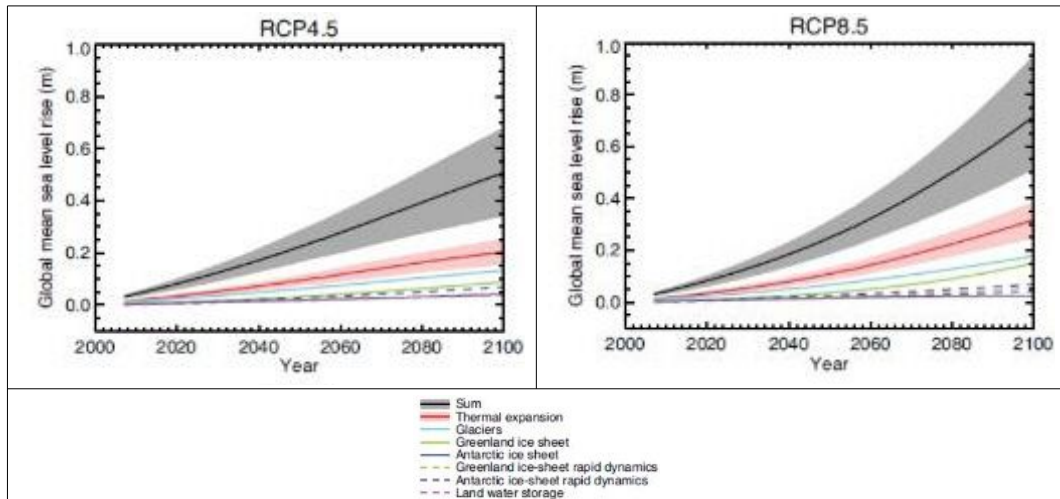 RCP4.5
Global mean sea level rise (m)
1.0
0.8
0.6
0.4
0.2
0.0
2000 2020 2040 2060 2080 2100
Year
RCP8.5
Global mean sea level rise (m)
1.0
0.8
0.6
0.4
0.2
0.0
2000 2020 2040 2060 2080 2100
Year
Sum
Thermal expansion
Glaciers
Greenland ice sheet
Antarctic ice sheet
Greenland ice-sheet rapid dynamics
Antarctic ice-sheet rapid dynamics
Land water storage